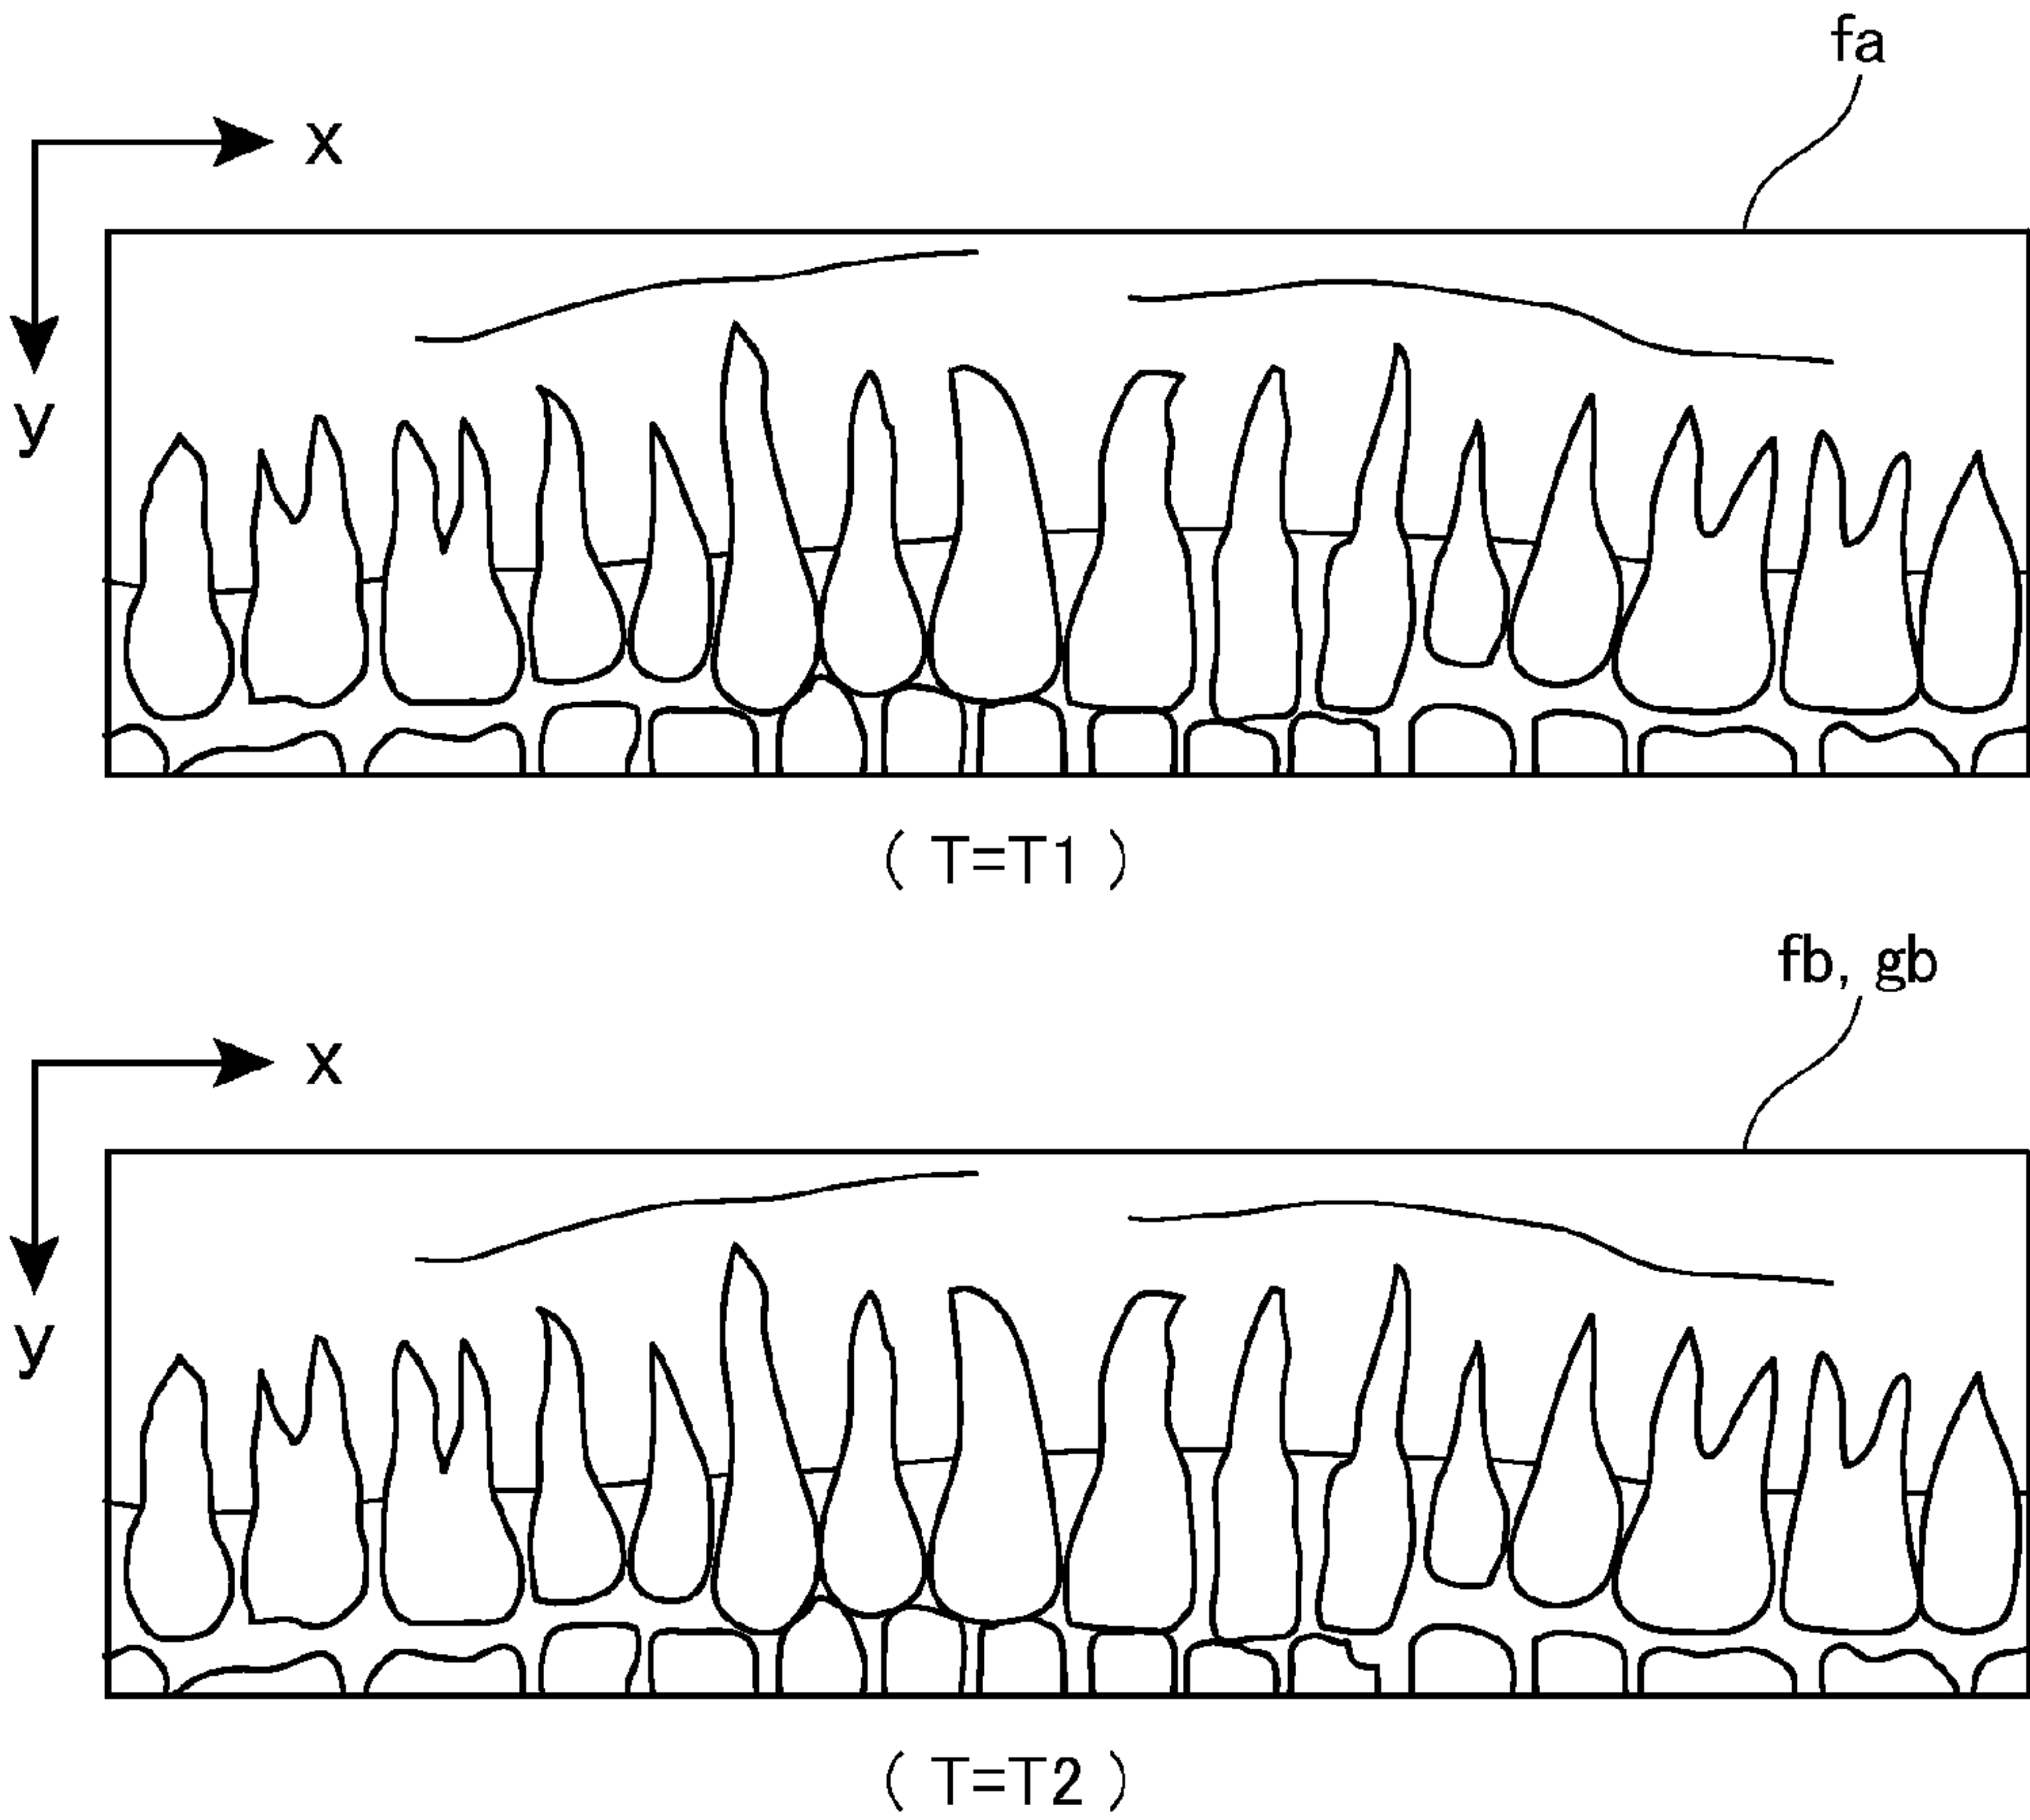 fa
x
y
( T=T1 )
fb, gb
x
y
( T=T2 )